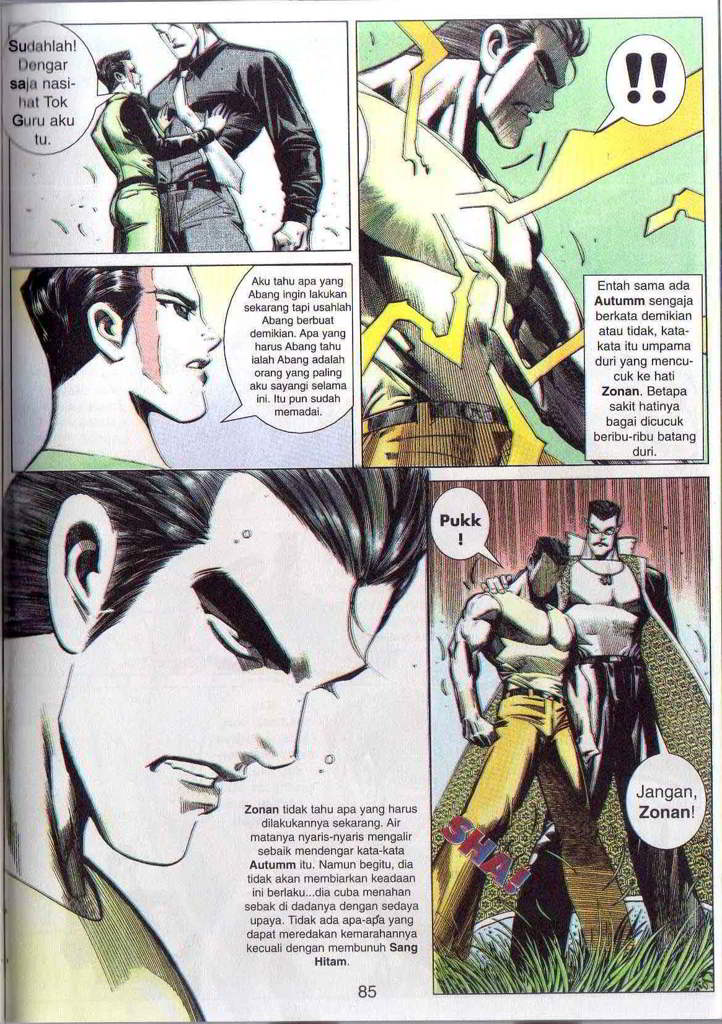 Sudahlah!
Dengar
saja nasi-
hat Tok
Guru aku
tu.
!!
Entah sama ada
Autumm sengaja
berkata demikian
atau tidak, kata-
kata itu umpama
duri yang mencu-
cuk ke hati
Zonan. Betapa
sakit hatinya
bagai dicucuk
beribu-ribu batang
duri.
Aku tahu apa yang
Abang ingin lakukan
sekarang tapi usahlah
Abang berbuat
demikian. Apa yang
harus Abang tahu
ialah Abang adalah
orang yang paling
aku sayangi selama
ini. Itu pun sudah
memadai.
Zonan tidak tahu apa yang harus
dilakukannya sekarang. Air
matanya nyaris-nyaris mengalir
sebaik mendengar kata-kata
Autumm itu. Namun begitu, dia
tidak akan membiarkan keadaan
ini berlaku...dia cuba menahan
sebak di dadanya dengan sedaya
upaya. Tidak ada apa-apa yang
dapat meredakan kemarahannya
kecuali dengan membunuh Sang
Hitam.
Pukk
!
Jangan,
Zonan!
SHA!
85